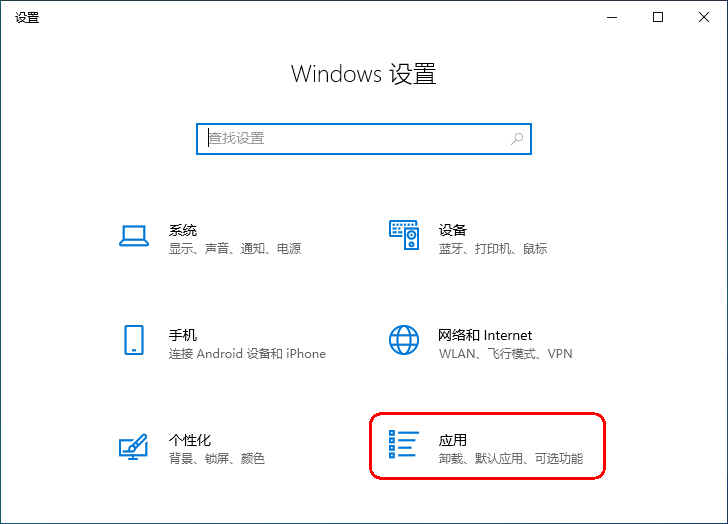 设置
Windows 设置
查找设置
系统
显示、声音、通知、电源
设备
蓝牙、打印机、鼠标
手机
连接 Android 设备和 iPhone
网络和 Internet
WLAN、飞行模式、VPN
个性化
背景、锁屏、颜色
应用
卸载、默认应用、可选功能